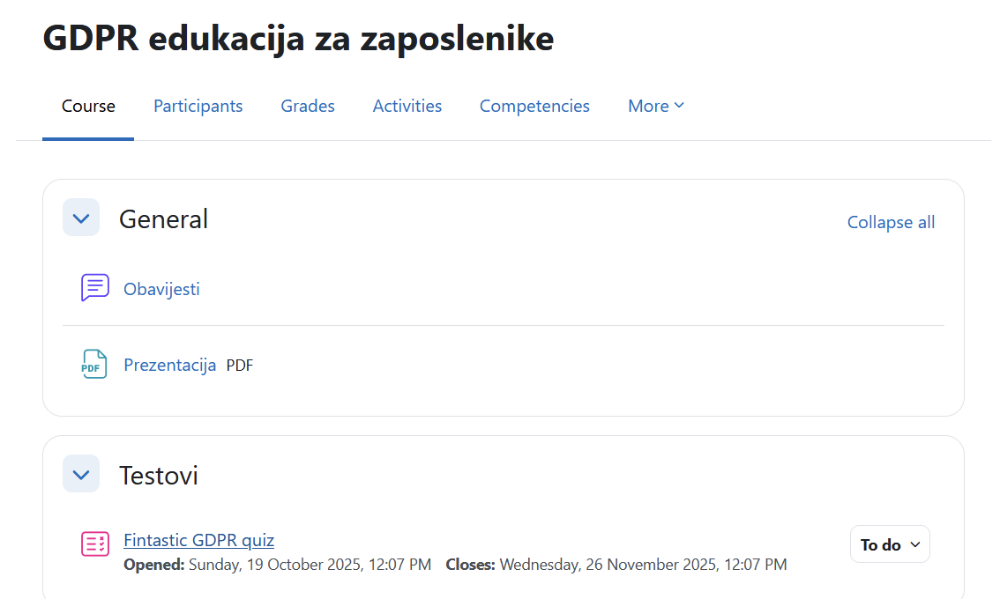 GDPR edukacija za zaposlenike
Course Participants Grades Activities Competencies More
General Collapse all
Obavijesti
PDF Prezentacija PDF
Testovi
Fintastic GDPR quiz
To do
Opened: Sunday, 19 October 2025, 12:07 PM Closes: Wednesday, 26 November 2025, 12:07 PM